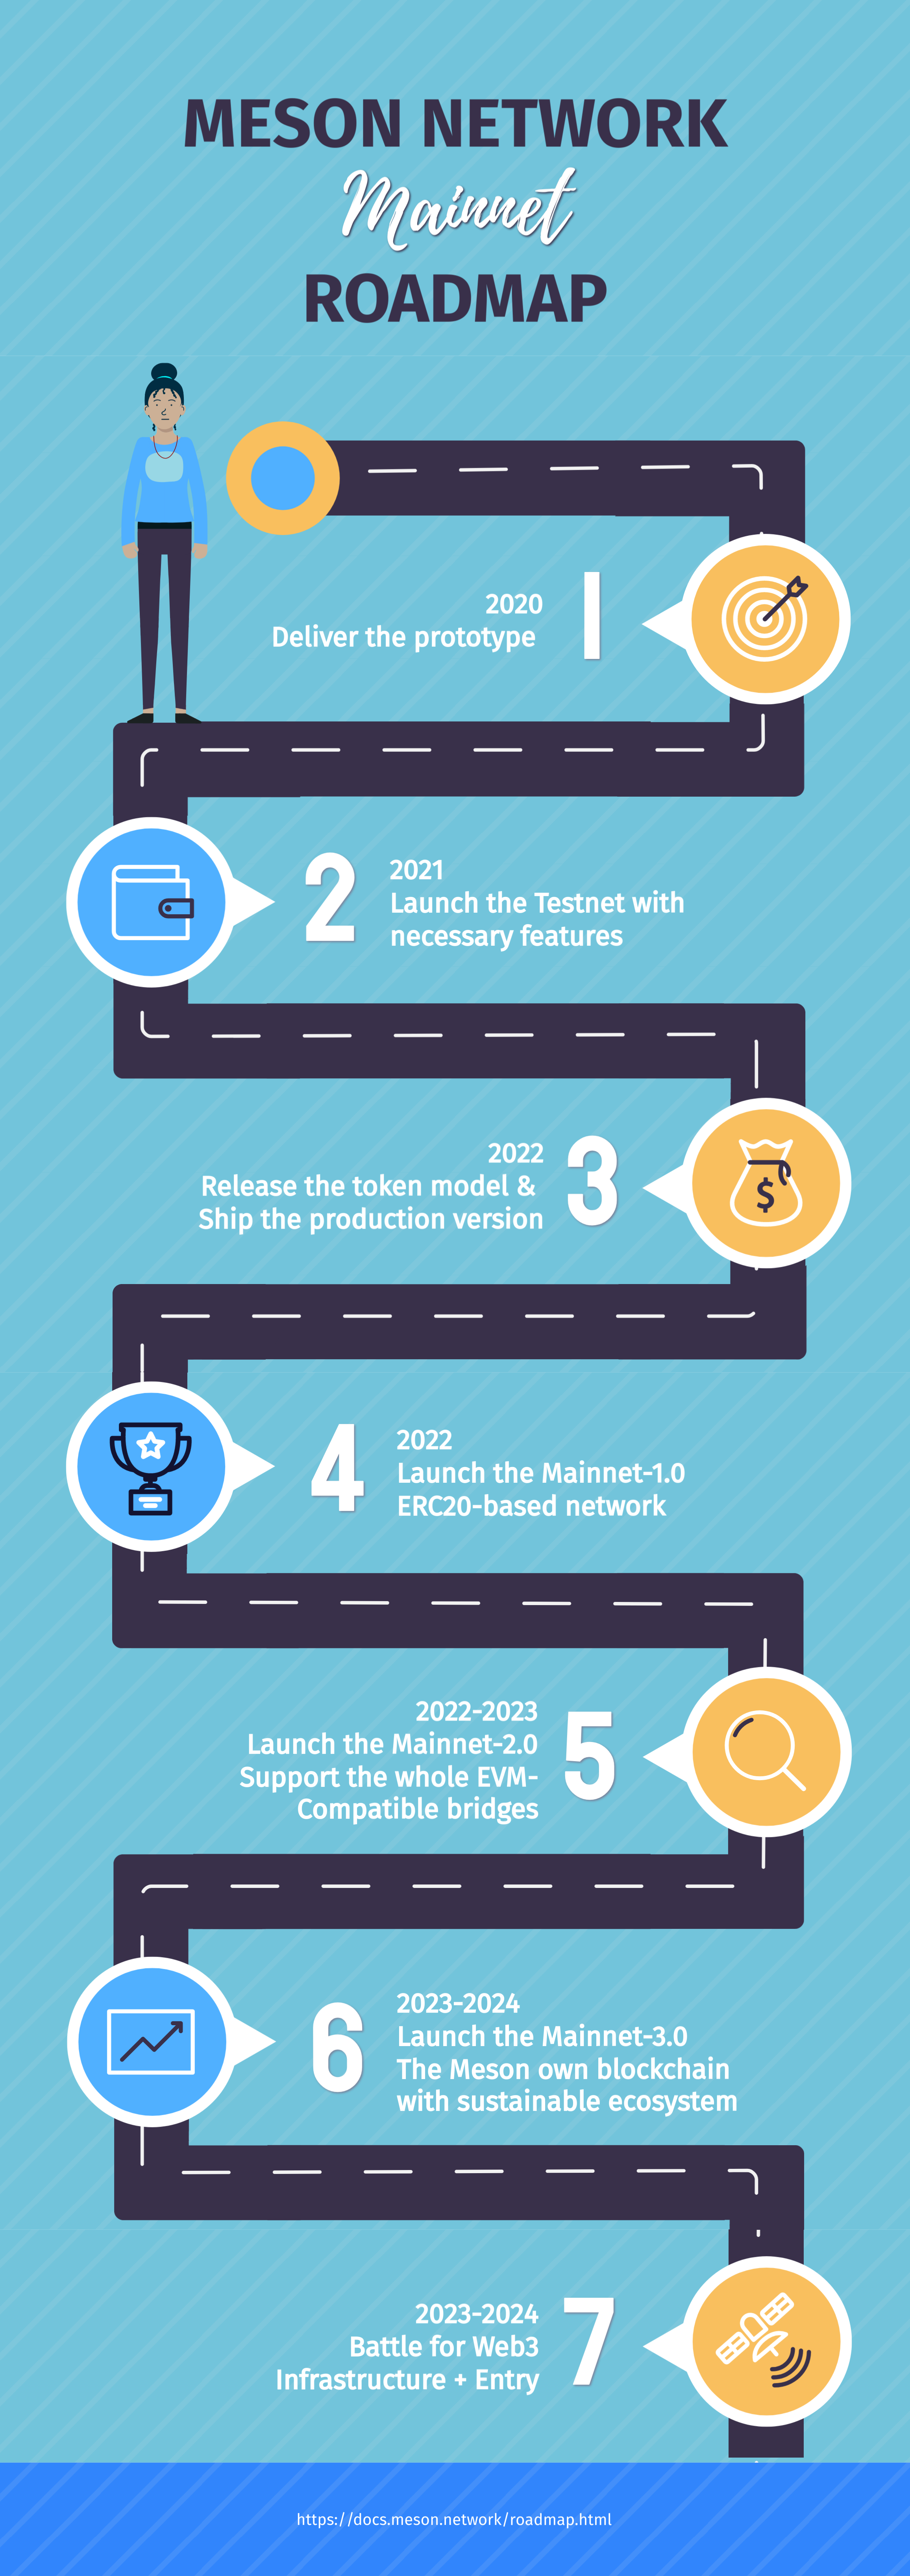 MESON NETWORK
Mainnet
ROADMAP
2020
Deliver the prototype
1
2
2021
Launch the Testnet with
necessary features
2022
Release the token model &
Ship the production version
3
$
4
2022
Launch the Mainnet-1.0
ERC20-based network
2022-2023
Launch the Mainnet-2.0
Support the whole EVM-
Compatible bridges
5
6
2023-2024
Launch the Mainnet-3.0
The Meson own blockchain
with sustainable ecosystem
2023-2024
Battle for Web3
Infrastructure + Entry
7
https://docs.meson.network/roadmap.html